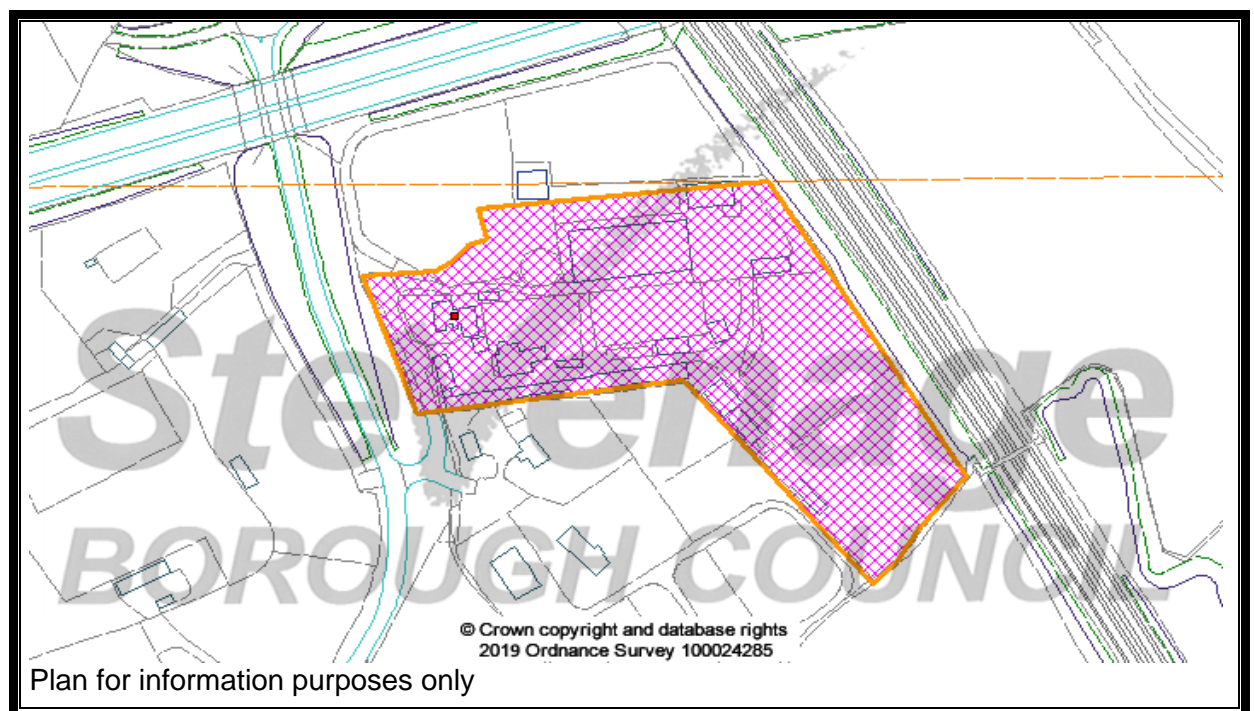 Stevenage
BOROUGH COUNCIL
© Crown copyright and database rights
2019 Ordnance Survey 100024285
Plan for information purposes only